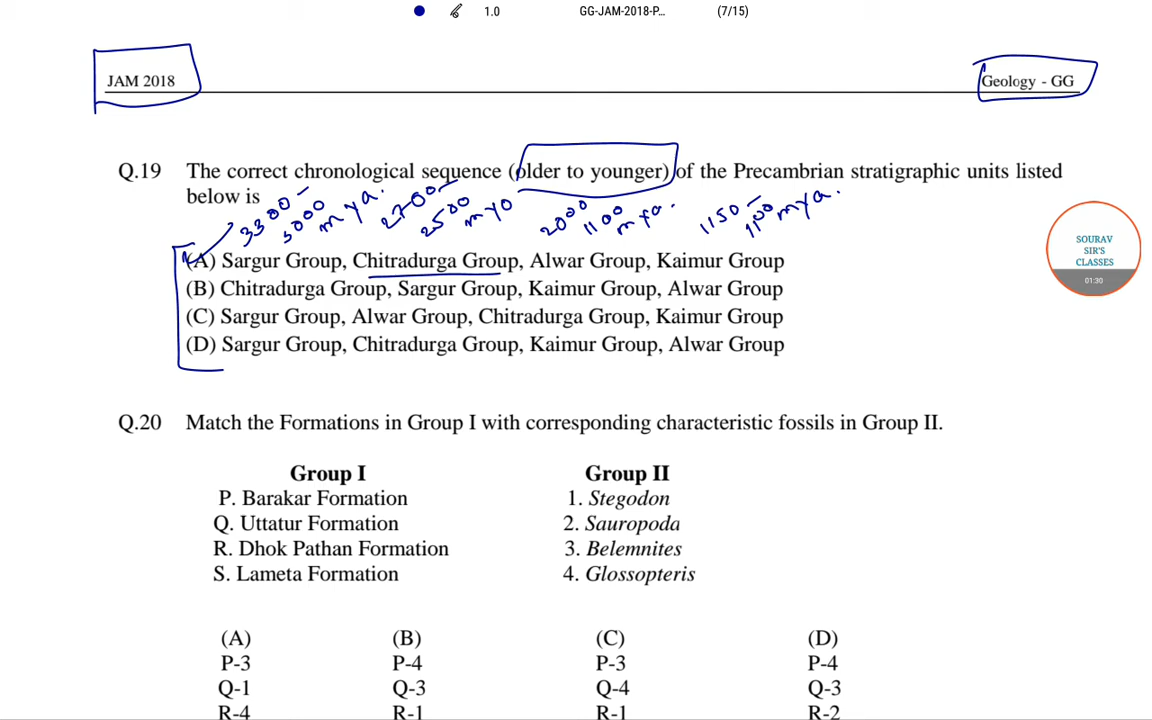 1.0 GG-JAM-2018-P... (7/15)
JAM 2018 Geology - GG
Q.19 The correct chronological sequence (older to younger) of the Precambrian stratigraphic units listed
below is
3300- 3000 mya. 2700- 2500 mya 2000 1100 mya. 1150- 1100 mya.
(A) Sargur Group, Chitradurga Group, Alwar Group, Kaimur Group
(B) Chitradurga Group, Sargur Group, Kaimur Group, Alwar Group
(C) Sargur Group, Alwar Group, Chitradurga Group, Kaimur Group
(D) Sargur Group, Chitradurga Group, Kaimur Group, Alwar Group
SOURAV
SIR'S
CLASSES
01:30
Q.20 Match the Formations in Group I with corresponding characteristic fossils in Group II.
Group I Group II
P. Barakar Formation 1. Stegodon
Q. Uttatur Formation 2. Sauropoda
R. Dhok Pathan Formation 3. Belemnites
S. Lameta Formation 4. Glossopteris
(A) (B) (C) (D)
P-3 P-4 P-3 P-4
Q-1 Q-3 Q-4 Q-3
R-4 R-1 R-1 R-2